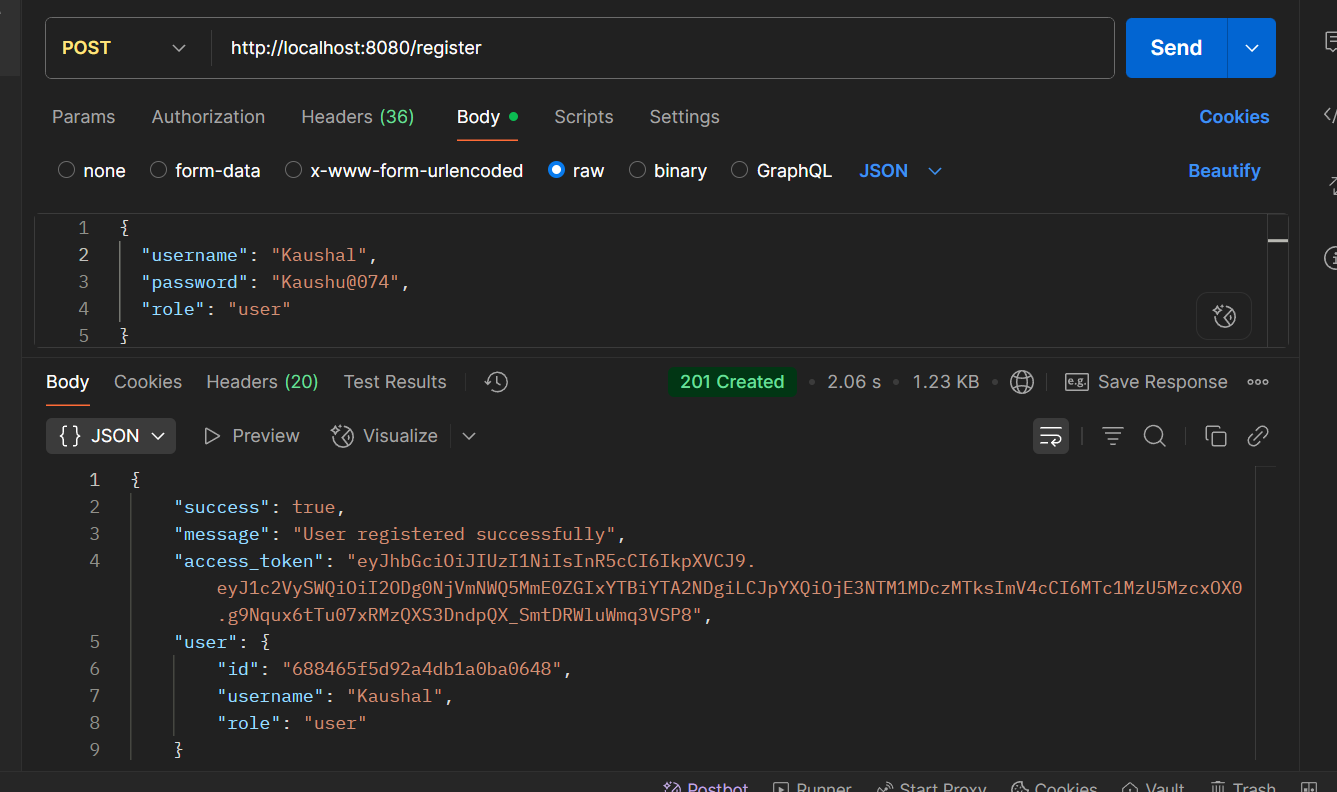 POST http://localhost:8080/register Send
Params Authorization Headers (36) Body Scripts Settings Cookies
none form-data x-www-form-urlencoded raw binary GraphQL JSON Beautify
1 {
2 "username": "Kaushal",
3 "password": "Kaushu@074",
4 "role": "user"
5 }
Body Cookies Headers (20) Test Results 201 Created 2.06 s 1.23 KB e.g. Save Response
{} JSON Preview Visualize
1 {
2 "success": true,
3 "message": "User registered successfully",
4 "access_token": "eyJhbGciOiJIUzI1NiIsInR5cCI6IkpXVCJ9.
eyJ1c2VySWQiOiI2ODg0NjVmNWQ5MmE0ZGIxYTBiYTA2NDgiLCJpYXQiOjE3NTM1MDczMTksImV4cCI6MTc1MzU5MzcxOX0
.g9Nqux6tTu07xRMzQXS3DndpQX_SmtDRWluWmq3VSP8",
5 "user": {
6 "id": "688465f5d92a4db1a0ba0648",
7 "username": "Kaushal",
8 "role": "user"
9 }
Postbot Runner Start Proxy Cookies Vault Trash